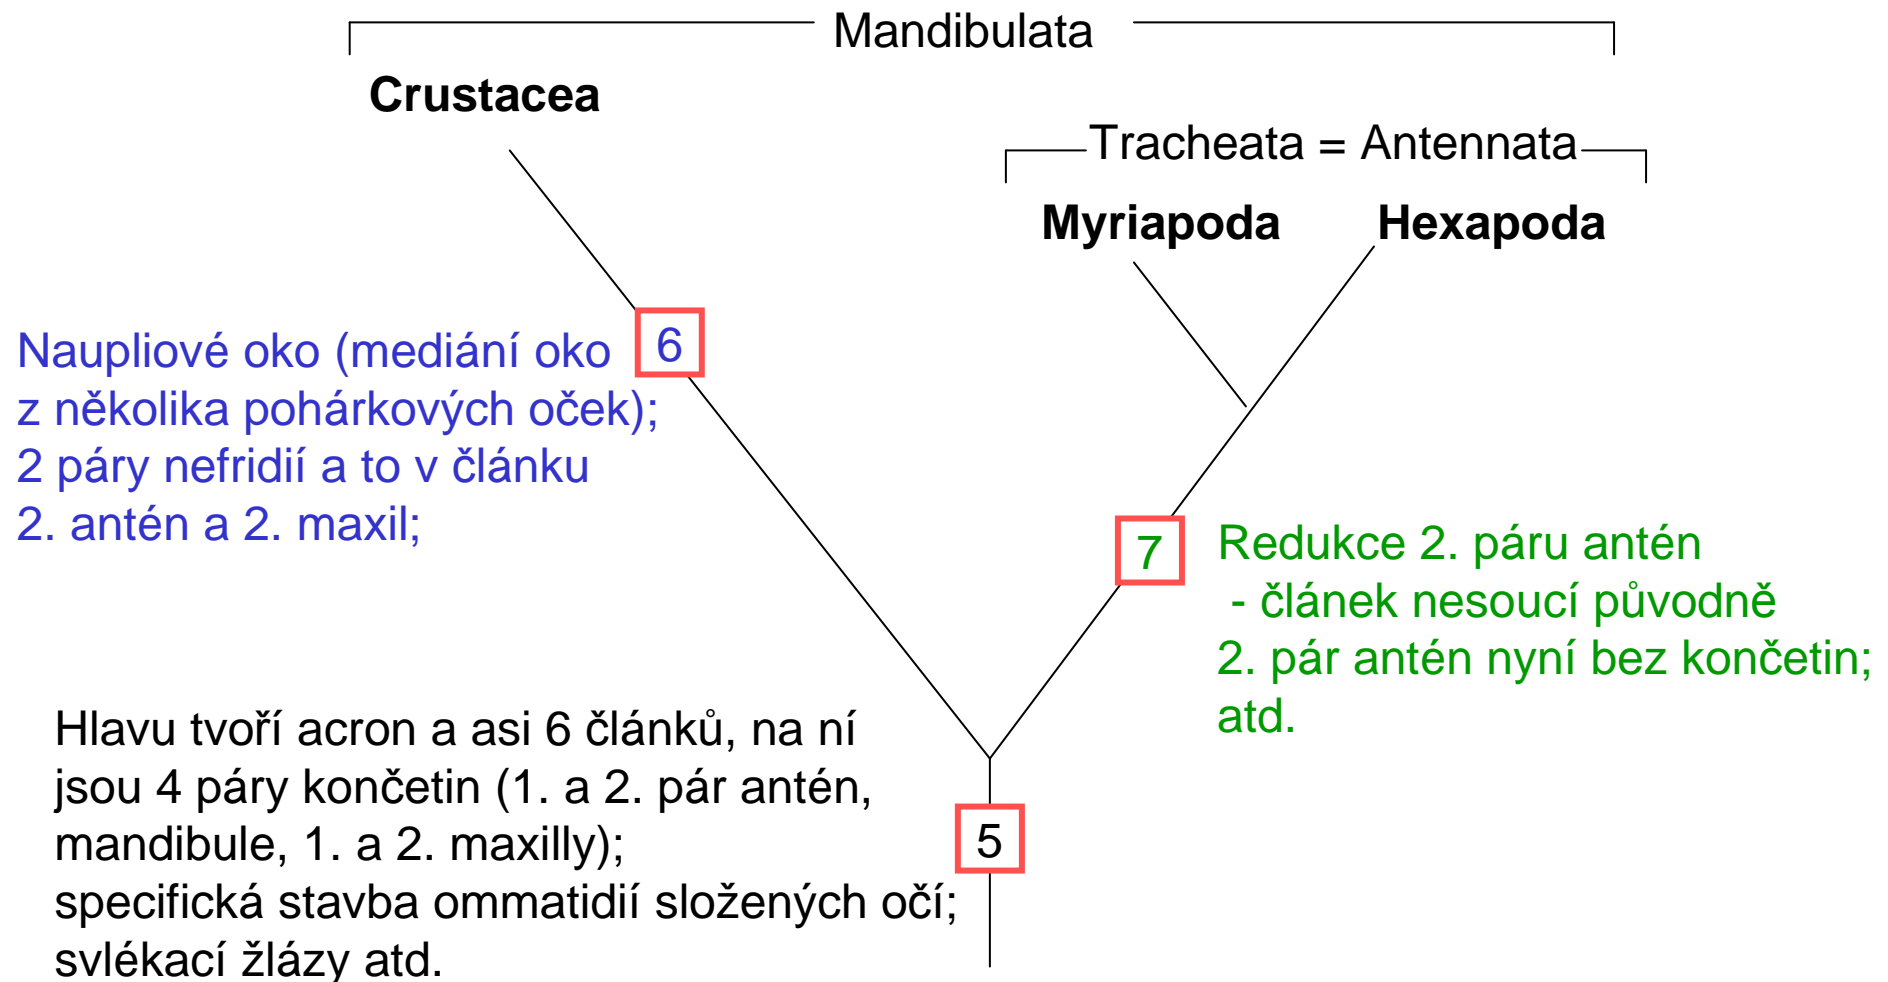 Mandibulata
Crustacea
Tracheata = Antennata
Myriapoda
Hexapoda
6
Naupliové oko (mediání oko
z několika pohárkových oček);
2 páry nefridií a to v článku
2. antén a 2. maxil;
7
Redukce 2. páru antén
- článek nesoucí původně
2. pár antén nyní bez končetin;
atd.
Hlavu tvoří acron a asi 6 článků, na ní
jsou 4 páry končetin (1. a 2. pár antén,
mandibule, 1. a 2. maxilly);
specifická stavba ommatidií složených očí;
svlékací žlázy atd.
5